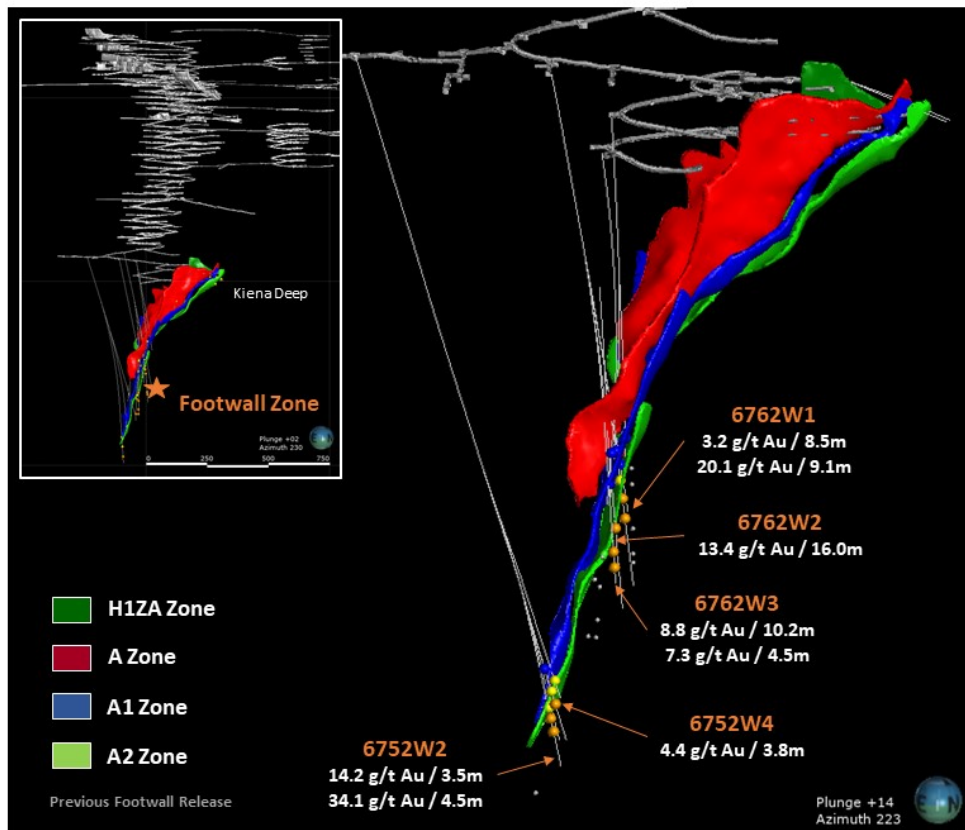 Kiena Deep
Footwall Zone
Plunge +02
Azimuth 230
0 250 500 750
6762W1
3.2 g/t Au / 8.5m
20.1 g/t Au / 9.1m
6762W2
13.4 g/t Au / 16.0m
6762W3
8.8 g/t Au / 10.2m
7.3 g/t Au / 4.5m
6752W4
4.4 g/t Au / 3.8m
6752W2
14.2 g/t Au / 3.5m
34.1 g/t Au / 4.5m
H1ZA Zone
A Zone
A1 Zone
A2 Zone
Previous Footwall Release
Plunge +14
Azimuth 223
E N